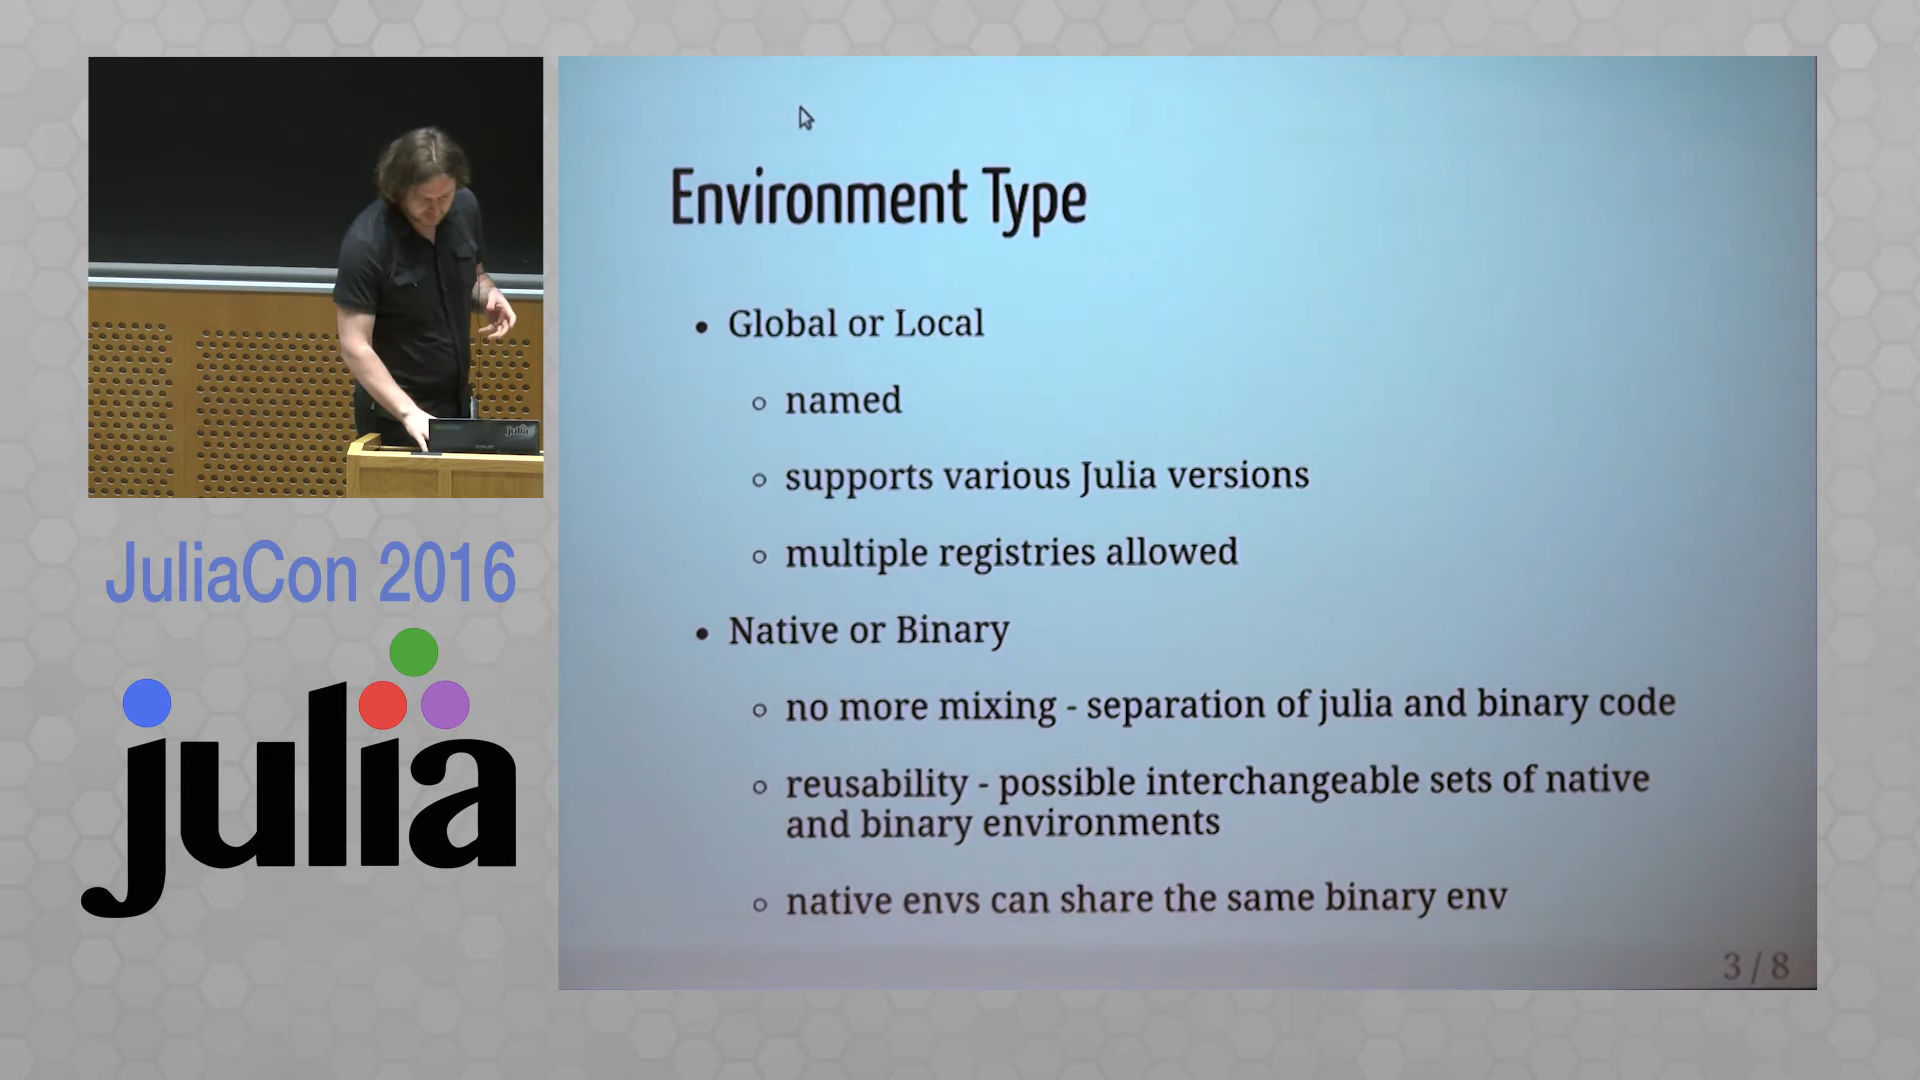 Environment Type
Global or Local
named
supports various Julia versions
multiple registries allowed
Native or Binary
no more mixing - separation of julia and binary code
reusability - possible interchangeable sets of native
and binary environments
native envs can share the same binary env
3 / 8
julia
JuliaCon 2016
julia